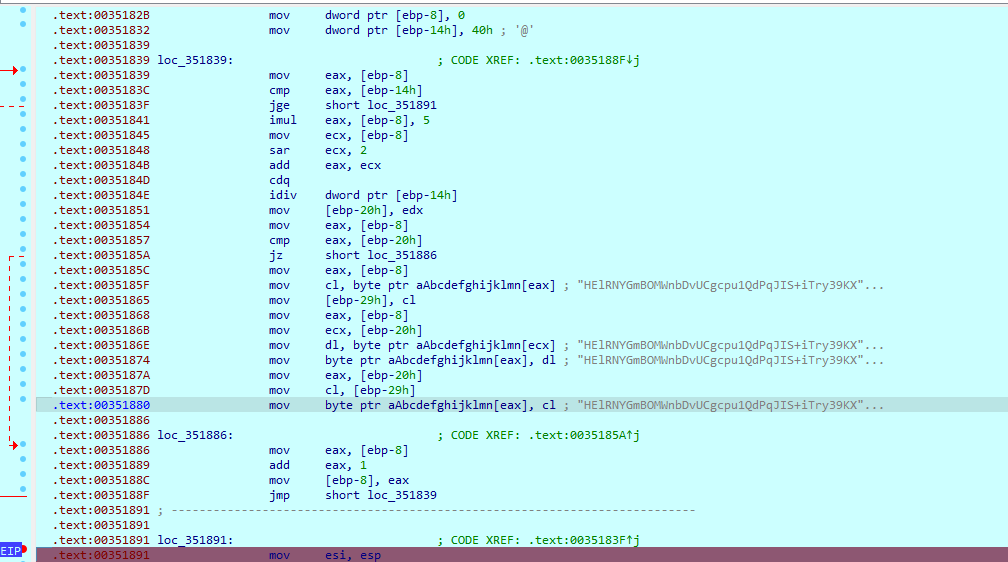 .text:0035182B mov dword ptr [ebp-8], 0
.text:00351832 mov dword ptr [ebp-14h], 40h ; '@'
.text:00351839
.text:00351839 loc_351839: ; CODE XREF: .text:0035188F↓j
.text:00351839 mov eax, [ebp-8]
.text:0035183C cmp eax, [ebp-14h]
.text:0035183F jge short loc_351891
.text:00351841 imul eax, [ebp-8], 5
.text:00351845 mov ecx, [ebp-8]
.text:00351848 sar ecx, 2
.text:0035184B add eax, ecx
.text:0035184D cdq
.text:0035184E idiv dword ptr [ebp-14h]
.text:00351851 mov [ebp-20h], edx
.text:00351854 mov eax, [ebp-8]
.text:00351857 cmp eax, [ebp-20h]
.text:0035185A jz short loc_351886
.text:0035185C mov eax, [ebp-8]
.text:0035185F mov cl, byte ptr aAbcdefghijklmn[eax] ; "HElRNYGmBOMWnbDvUCgcpu1QdPqJIS+iTry39KX"...
.text:00351865 mov [ebp-29h], cl
.text:00351868 mov eax, [ebp-8]
.text:0035186B mov ecx, [ebp-20h]
.text:0035186E mov dl, byte ptr aAbcdefghijklmn[ecx] ; "HElRNYGmBOMWnbDvUCgcpu1QdPqJIS+iTry39KX"...
.text:00351874 mov byte ptr aAbcdefghijklmn[eax], dl ; "HElRNYGmBOMWnbDvUCgcpu1QdPqJIS+iTry39KX"...
.text:0035187A mov eax, [ebp-20h]
.text:0035187D mov cl, [ebp-29h]
.text:00351880 mov byte ptr aAbcdefghijklmn[eax], cl ; "HElRNYGmBOMWnbDvUCgcpu1QdPqJIS+iTry39KX"...
.text:00351886
.text:00351886 loc_351886: ; CODE XREF: .text:0035185A↑j
.text:00351886 mov eax, [ebp-8]
.text:00351889 add eax, 1
.text:0035188C mov [ebp-8], eax
.text:0035188F jmp short loc_351839
.text:00351891 ; ---------------------------------------------------------------------------
.text:00351891
.text:00351891 loc_351891: ; CODE XREF: .text:0035183F↑j
EIP .text:00351891 mov esi, esp